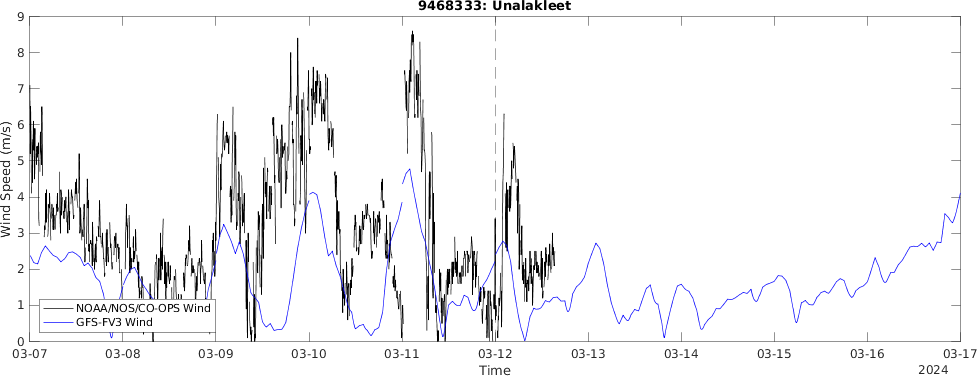 9468333: Unalakleet
9
8
7
6
5
4
3
2
1
0
Wind Speed (m/s)
NOAA/NOS/CO-OPS Wind
GFS-FV3 Wind
03-07 03-08 03-09 03-10 03-11 03-12 03-13 03-14 03-15 03-16 03-17
Time
2024